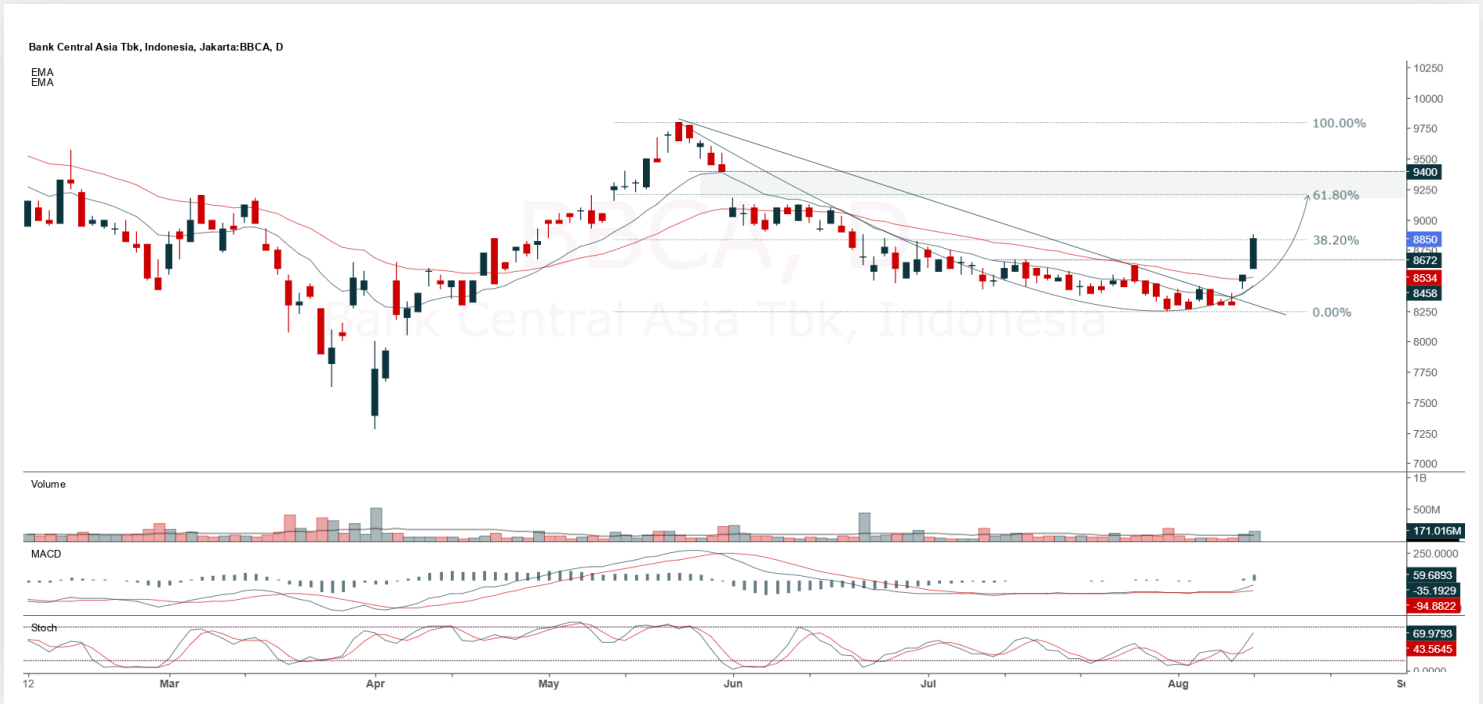 Bank Central Asia Tbk, Indonesia, Jakarta:BBCA, D
EMA
EMA
BBCA, D
Bank Central Asia Tbk, Indonesia
10250
10000
9750
9500
9400
9250
9000
8850
8750
8672
8534
8458
8250
8000
7750
7500
7250
7000
100.00%
61.80%
38.20%
0.00%
Volume
1B
500M
171.016M
MACD
250.0000
59.6893
-35.1929
-94.8822
Stoch
69.9793
43.5645
0.0000
12 Mar Apr May Jun Jul Aug